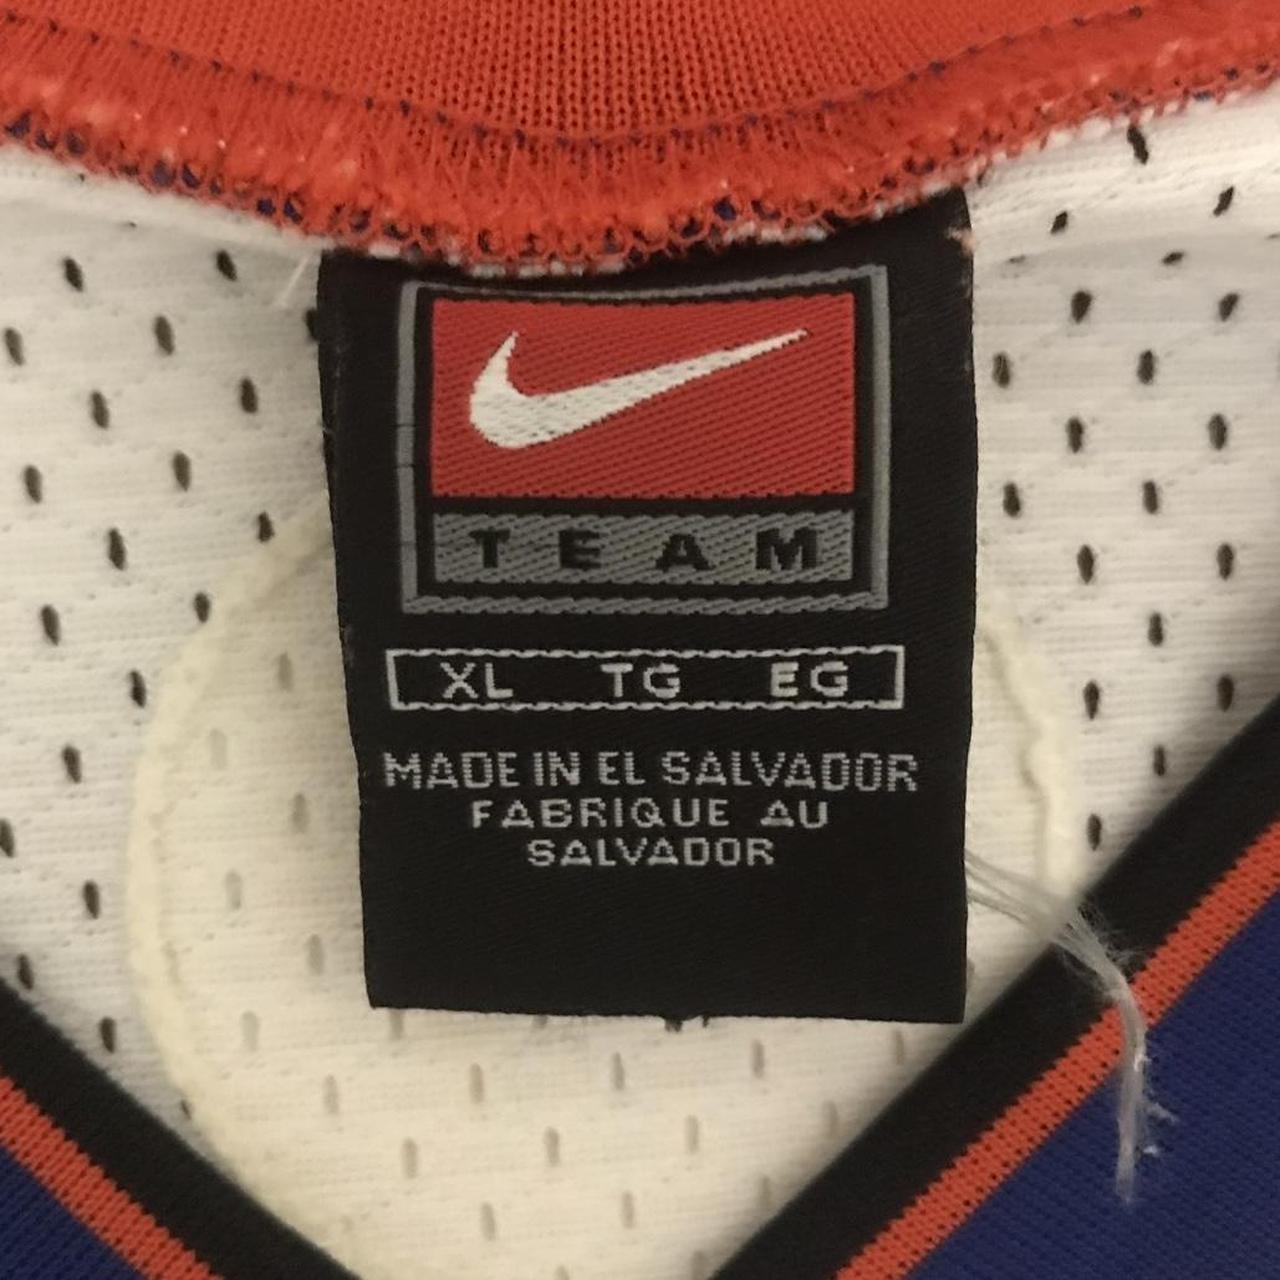 TEAM
XL TG EG
MADE IN EL SALVADOR
FABRIQUE AU
SALVADOR